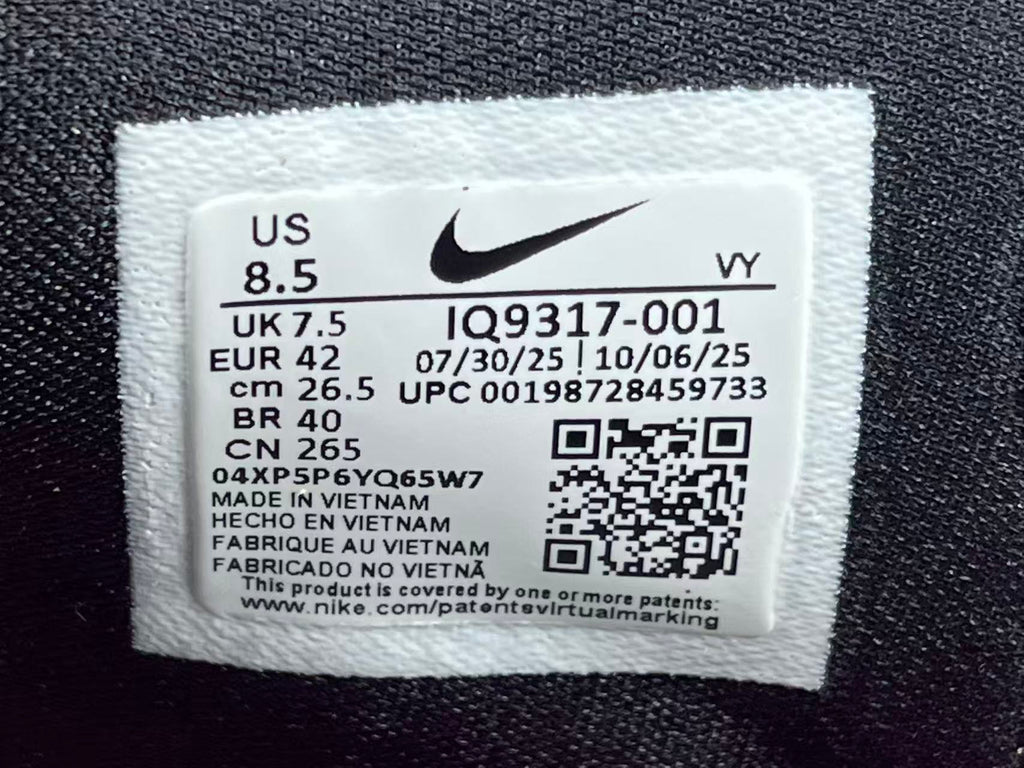 US
8.5
VY
UK 7.5
EUR 42
cm 26.5
BR 40
CN 265
IQ9317-001
07/30/25 | 10/06/25
UPC 00198728459733
04XP5P6YQ65W7
MADE IN VIETNAM
HECHO EN VIETNAM
FABRIQUE AU VIETNAM
FABRICADO NO VIETNÃ
This product is covered by one or more patents:
www.nike.com/patentsvirtualmarking